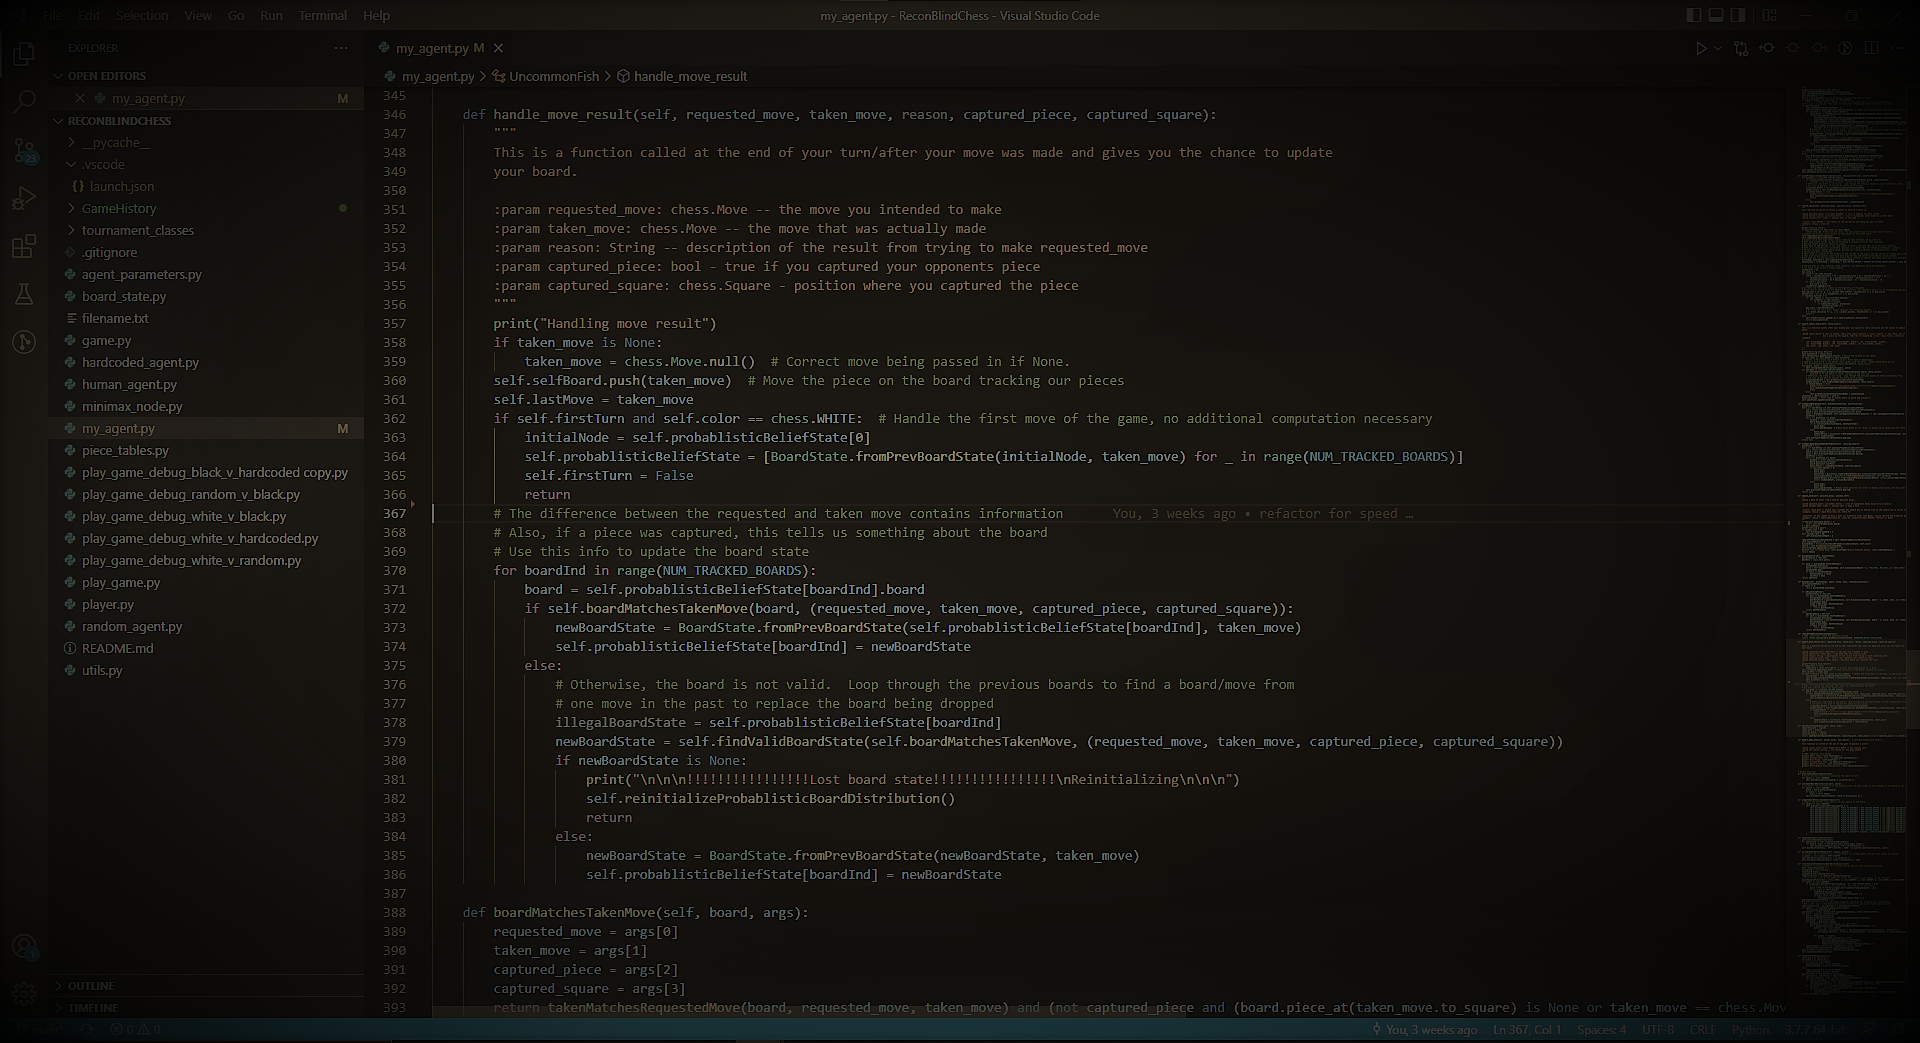 File Edit Selection View Go Run Terminal Help
my_agent.py - ReconBlindChess - Visual Studio Code
EXPLORER
OPEN EDITORS
my_agent.py M
RECONBLINDCHESS
__pycache__
.vscode
launch.json
GameHistory
tournament_classes
.gitignore
agent_parameters.py
board_state.py
filename.txt
game.py
hardcoded_agent.py
human_agent.py
minimax_node.py
my_agent.py M
piece_tables.py
play_game_debug_black_v_hardcoded copy.py
play_game_debug_random_v_black.py
play_game_debug_white_v_black.py
play_game_debug_white_v_hardcoded.py
play_game_debug_white_v_random.py
play_game.py
player.py
random_agent.py
README.md
utils.py
OUTLINE
TIMELINE
23
1
my_agent.py M
my_agent.py > UncommonFish > handle_move_result
345
346 def handle_move_result(self, requested_move, taken_move, reason, captured_piece, captured_square):
347 """
348 This is a function called at the end of your turn/after your move was made and gives you the chance to update
349 your board.
350
351 :param requested_move: chess.Move -- the move you intended to make
352 :param taken_move: chess.Move -- the move that was actually made
353 :param reason: String -- description of the result from trying to make requested_move
354 :param captured_piece: bool - true if you captured your opponents piece
355 :param captured_square: chess.Square - position where you captured the piece
356 """
357 print("Handling move result")
358 if taken_move is None:
359 taken_move = chess.Move.null()  # Correct move being passed in if None.
360 self.selfBoard.push(taken_move)  # Move the piece on the board tracking our pieces
361 self.lastMove = taken_move
362 if self.firstTurn and self.color == chess.WHITE:  # Handle the first move of the game, no additional computation necessary
363 initialNode = self.probablisticBeliefState[0]
364 self.probablisticBeliefState = [BoardState.fromPrevBoardState(initialNode, taken_move) for _ in range(NUM_TRACKED_BOARDS)]
365 self.firstTurn = False
366 return
367 # The difference between the requested and taken move contains information You, 3 weeks ago • refactor for speed …
368 # Also, if a piece was captured, this tells us something about the board
369 # Use this info to update the board state
370 for boardInd in range(NUM_TRACKED_BOARDS):
371 board = self.probablisticBeliefState[boardInd].board
372 if self.boardMatchesTakenMove(board, (requested_move, taken_move, captured_piece, captured_square)):
373 newBoardState = BoardState.fromPrevBoardState(self.probablisticBeliefState[boardInd], taken_move)
374 self.probablisticBeliefState[boardInd] = newBoardState
375 else:
376 # Otherwise, the board is not valid.  Loop through the previous boards to find a board/move from
377 # one move in the past to replace the board being dropped
378 illegalBoardState = self.probablisticBeliefState[boardInd]
379 newBoardState = self.findValidBoardState(self.boardMatchesTakenMove, (requested_move, taken_move, captured_piece, captured_square))
380 if newBoardState is None:
381 print("\n\n\n!!!!!!!!!!!!!!!!Lost board state!!!!!!!!!!!!!!!!\nReinitializing\n\n\n")
382 self.reinitializeProbablisticBoardDistribution()
383 return
384 else:
385 newBoardState = BoardState.fromPrevBoardState(newBoardState, taken_move)
386 self.probablisticBeliefState[boardInd] = newBoardState
387
388 def boardMatchesTakenMove(self, board, args):
389 requested_move = args[0]
390 taken_move = args[1]
391 captured_piece = args[2]
392 captured_square = args[3]
393 return takenMatchesRequestedMove(board, requested_move, taken_move) and (not captured_piece and (board.piece_at(taken_move.to_square) is None or taken_move == chess.Mov
0 0 You, 3 weeks ago Ln 367, Col 1 Spaces: 4 UTF-8 CRLF Python 3.7.7 64-bit